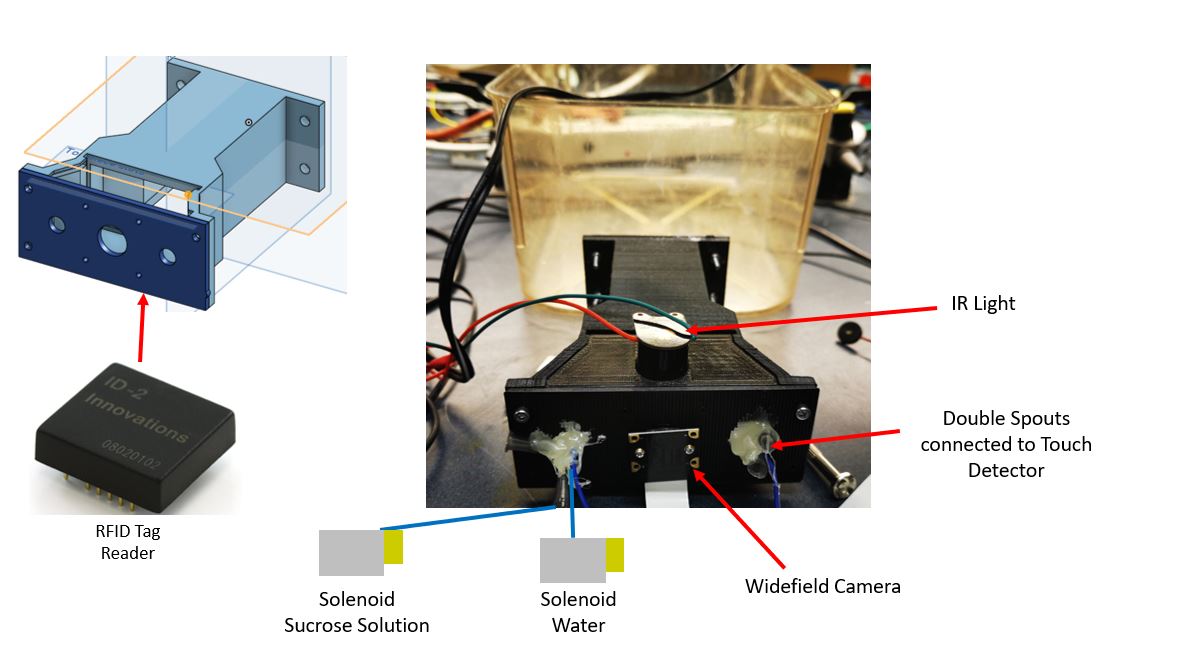 ID-2
Innovations
08020102
RFID Tag
Reader
IR Light
Double Spouts
connected to Touch
Detector
Widefield Camera
Solenoid
Sucrose Solution
Solenoid
Water